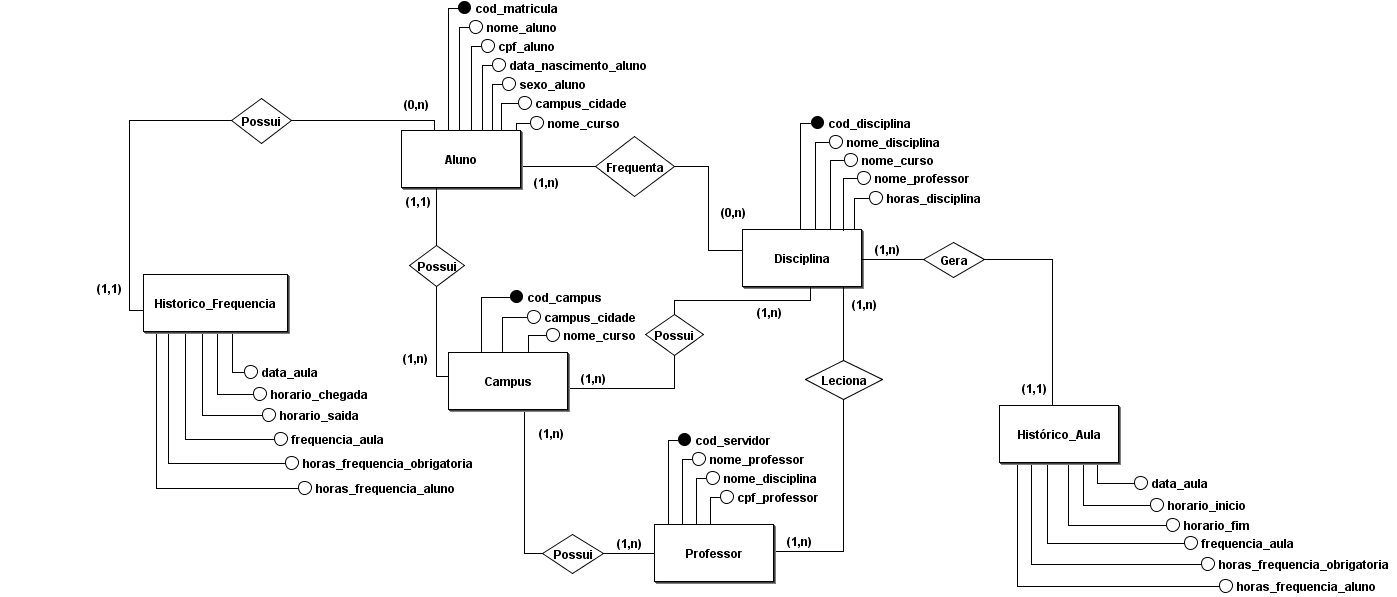 cod_matricula
nome_aluno
cpf_aluno
data_nascimento_aluno
sexo_aluno
campus_cidade
nome_curso
(0,n)
Possui
Aluno
(1,n)
Frequenta
(1,1)
(0,n)
cod_disciplina
nome_disciplina
nome_curso
nome_professor
horas_disciplina
Disciplina
(1,n)
Gera
Possui
(1,1)
Historico_Frequencia
data_aula
horario_chegada
horario_saida
frequencia_aula
horas_frequencia_obrigatoria
horas_frequencia_aluno
cod_campus
campus_cidade
nome_curso
(1,n)
Campus
(1,n)
Possui
(1,n)
(1,n)
Leciona
(1,1)
Histórico_Aula
data_aula
horario_inicio
horario_fim
frequencia_aula
horas_frequencia_obrigatoria
horas_frequencia_aluno
(1,n)
cod_servidor
nome_professor
nome_disciplina
cpf_professor
Possui
(1,n)
Professor
(1,n)